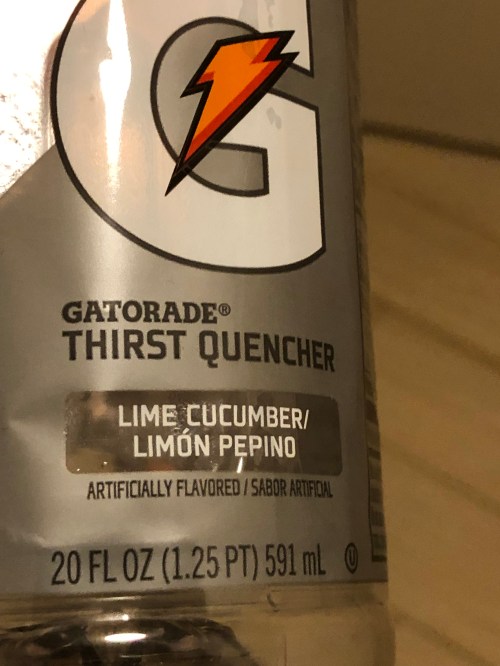 G
GATORADE®
THIRST QUENCHER
LIME CUCUMBER/
LIMÓN PEPINO
ARTIFICIALLY FLAVORED / SABOR ARTIFICIAL
20 FL OZ (1.25 PT) 591 mL Ⓤ